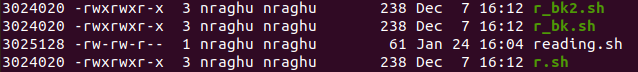 3024020 -rwxrwxr-x  3 nraghu nraghu      238 Dec  7 16:12 r_bk2.sh
3024020 -rwxrwxr-x  3 nraghu nraghu      238 Dec  7 16:12 r_bk.sh
3025128 -rw-rw-r--  1 nraghu nraghu       61 Jan 24 16:04 reading.sh
3024020 -rwxrwxr-x  3 nraghu nraghu      238 Dec  7 16:12 r.sh